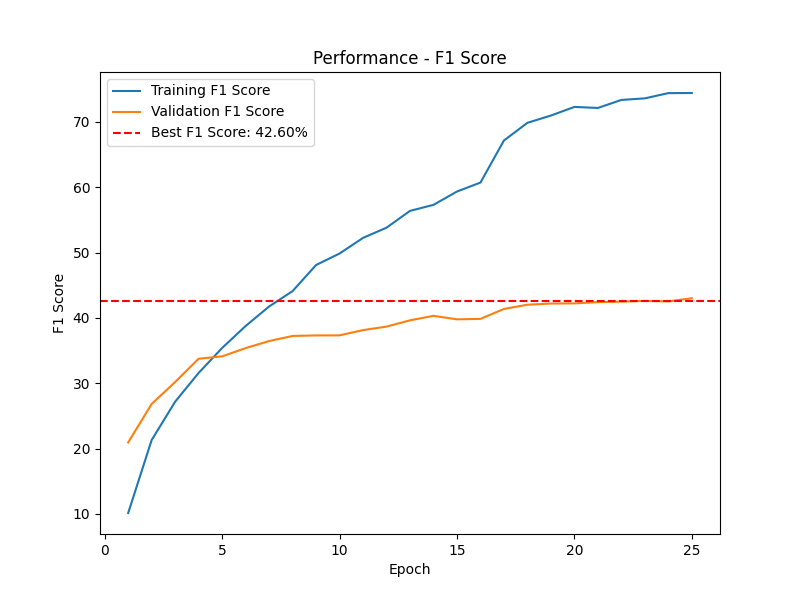 Performance - F1 Score
Training F1 Score
Validation F1 Score
Best F1 Score: 42.60%
70
60
50
40
30
20
10
F1 Score
0
5
10
15
20
25
Epoch